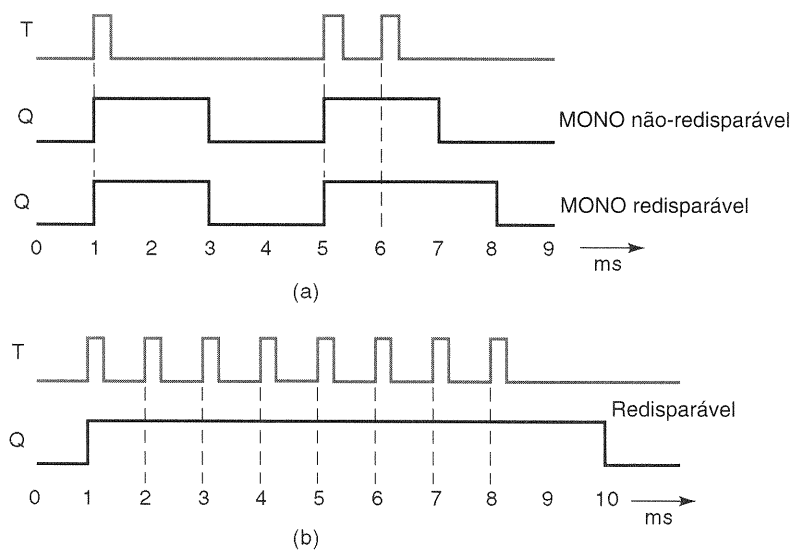 T
Q
MONO não-redisparável
Q
MONO redisparável
0 1 2 3 4 5 6 7 8 9
ms
(a)
T
Q
Redisparável
0 1 2 3 4 5 6 7 8 9 10
ms
(b)